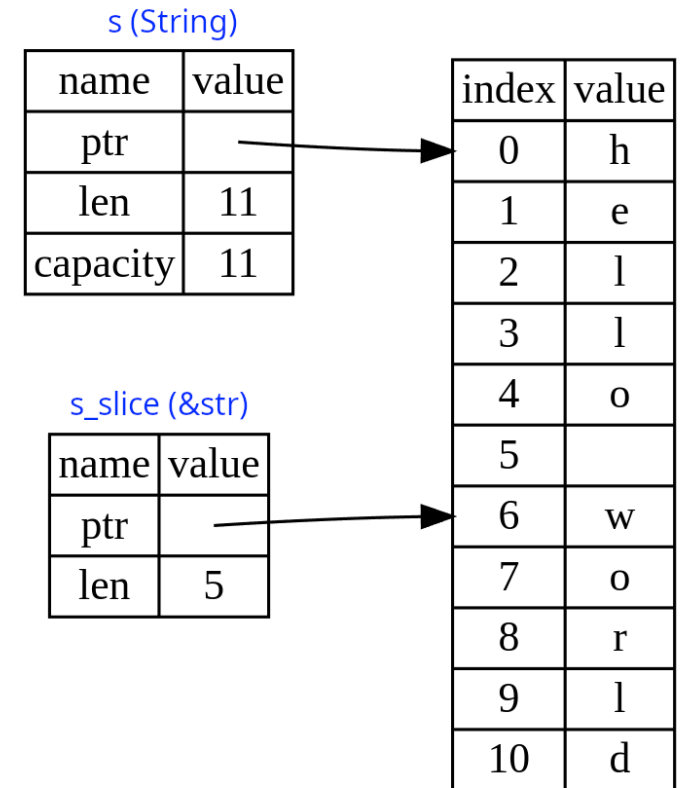 s (String)
name value
ptr
len 11
capacity 11
s_slice (&str)
name value
ptr
len 5
index value
0 h
1 e
2 l
3 l
4 o
5
6 w
7 o
8 r
9 l
10 d